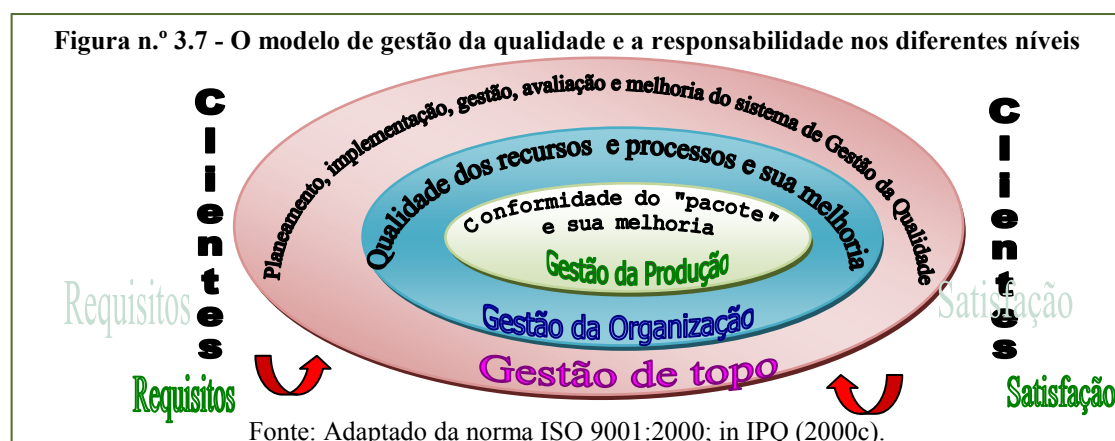 Figura n.º 3.7 - O modelo de gestão da qualidade e a responsabilidade nos diferentes níveis
Clientes
Planeamento, implementação, gestão, avaliação e melhoria do sistema de Gestão da Qualidade
Qualidade dos recursos e processos e sua melhoria
Conformidade do "pacote"
e sua melhoria
Gestão da Produção
Gestão da Organização
Gestão de topo
Clientes
Requisitos
Satisfação
Requisitos
Satisfação
Fonte: Adaptado da norma ISO 9001:2000; in IPQ (2000c).